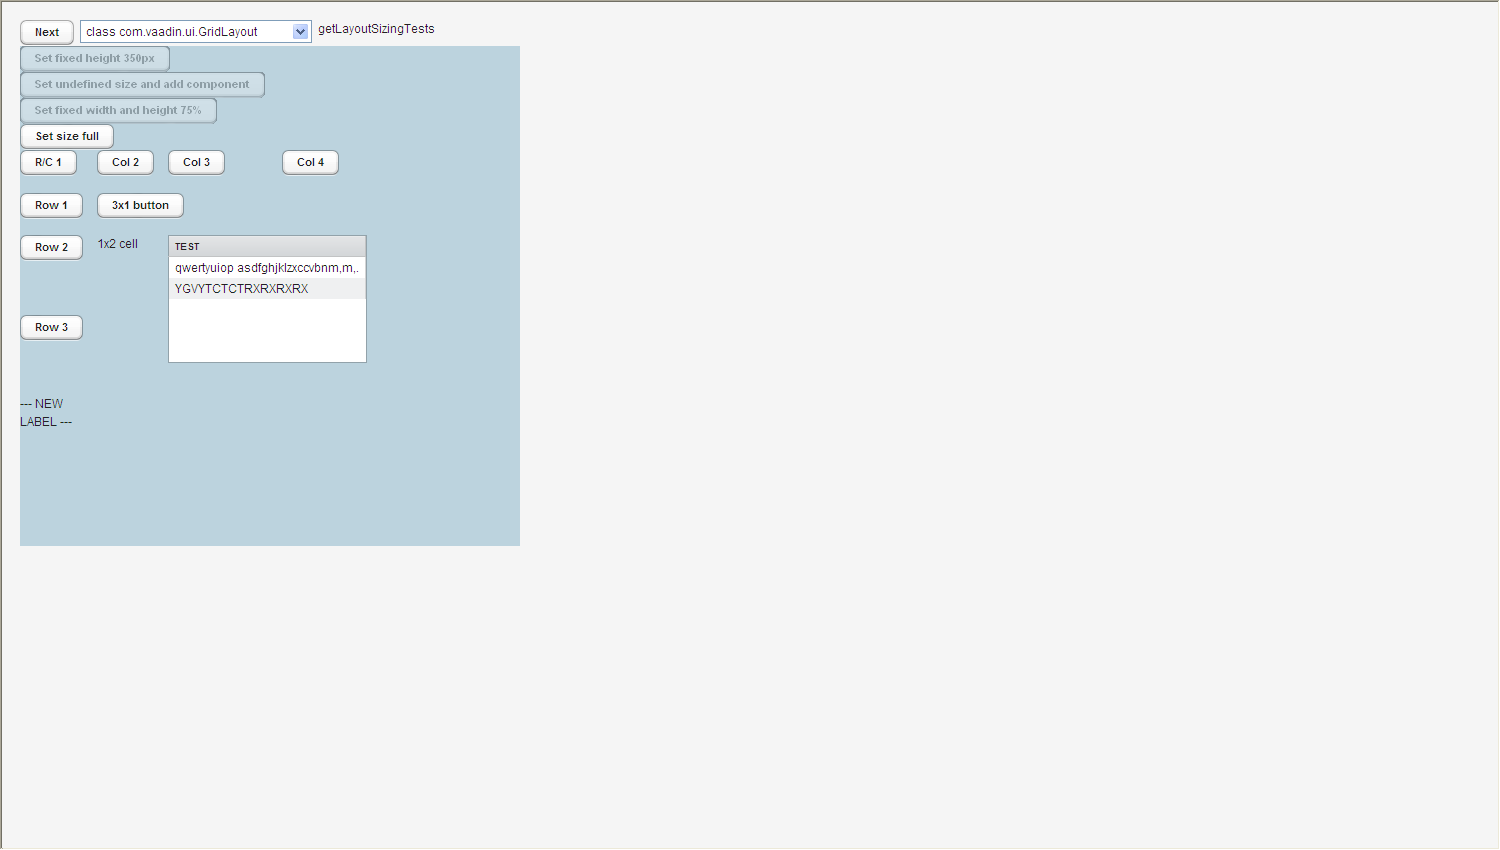 Next class com.vaadin.ui.GridLayout getLayoutSizingTests
Set fixed height 350px
Set undefined size and add component
Set fixed width and height 75%
Set size full
R/C 1 Col 2 Col 3 Col 4
Row 1 3x1 button
Row 2 1x2 cell TEST
qwertyuiop asdfghjklzxccvbnm,m,.
YGVYTCTCTRXRXRXRX
Row 3
--- NEW
LABEL ---